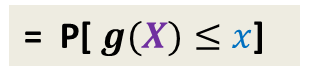 = P[ g(X) ≤ x]